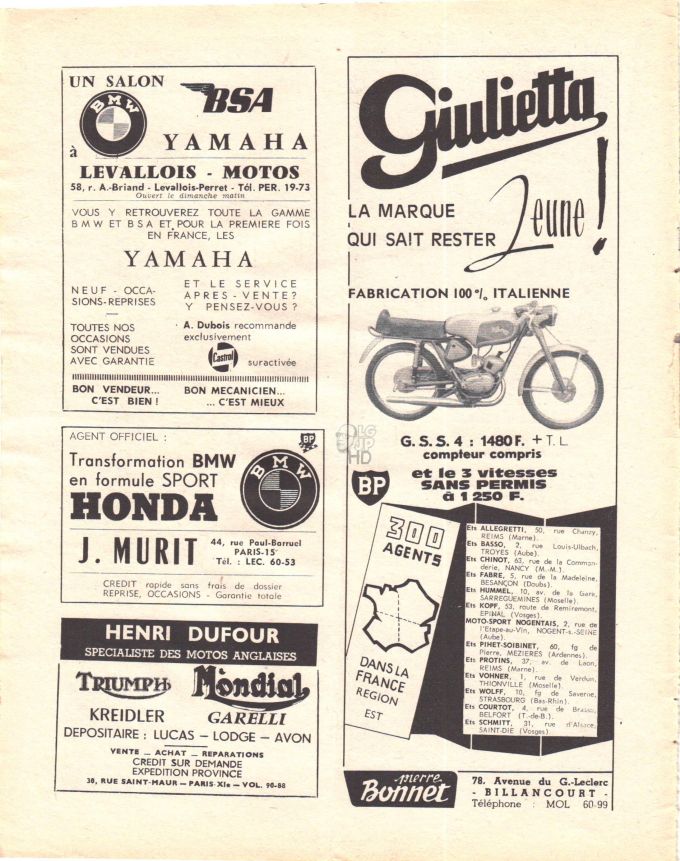 UN SALON
BMW
BSA
à
YAMAHA
LEVALLOIS - MOTOS
58, r. A.-Briand - Levallois-Perret - Tél. PER. 19-73
Ouvert le dimanche matin
VOUS Y RETROUVEREZ TOUTE LA GAMME
BMW ET BSA ET POUR LA PREMIERE FOIS
EN FRANCE, LES
YAMAHA
NEUF - OCCA-
SIONS-REPRISES
TOUTES NOS
OCCASIONS
SONT VENDUES
AVEC GARANTIE
ET LE SERVICE
APRES-VENTE?
Y PENSEZ-VOUS?
A. Dubois recommande
exclusivement
Castrol
suractivée
BON VENDEUR...
C'EST BIEN !
BON MECANICIEN...
... C'EST MIEUX
AGENT OFFICIEL :
BP
Transformation BMW
en formule SPORT
BMW
HONDA
J. MURIT
44, rue Paul-Barruel
PARIS-15e
Tél. : LEC. 60-53
CREDIT rapide sans frais de dossier
REPRISE, OCCASIONS - Garantie totale
HENRI DUFOUR
SPECIALISTE DES MOTOS ANGLAISES
TRIUMPH
Mondial
KREIDLER
GARELLI
DEPOSITAIRE : LUCAS - LODGE - AVON
VENTE - ACHAT - REPARATIONS
CREDIT SUR DEMANDE
EXPEDITION PROVINCE
38, RUE SAINT-MAUR - PARIS-XIe - VOL. 90-88
Giulietta
LA MARQUE
QUI SAIT RESTER
Jeune !
FABRICATION 100 % ITALIENNE
G.S.S. 4 : 1480 F. + T. L.
compteur compris
LG
JP
HD
et le 3 vitesses
SANS PERMIS
à 1 250 F.
BP
300
AGENTS
DANS LA
FRANCE
REGION
EST
Ets ALLEGRETTI, 50, rue Chanzy,
REIMS (Marne).
Ets BASSO, 2, rue Louis-Ulbach,
TROYES (Aube).
Ets CHINOT, 63, rue de la Comman-
derie, NANCY (M.-M.).
Ets FABRE, 5, rue de la Madeleine,
BESANÇON (Doubs).
Ets HUMMEL, 10, av. de la Gare,
SARREGUEMINES (Moselle).
Ets KOPF, 53, route de Remiremont,
EPINAL (Vosges).
MOTO-SPORT NOGENTAIS, 2, rue de
l'Etape-au-Vin, NOGENT-s.-SEINE
(Aube).
Ets PIHET-SOIBINET, 60, fg de
Pierre, MEZIERES (Ardennes).
Ets PROTINS, 37, av. de Laon,
REIMS (Marne).
Ets VOHNER, 1, rue de Verdun,
THIONVILLE (Moselle).
Ets WOLFF, 10, fg de Saverne,
STRASBOURG (Bas-Rhin).
Ets COURTOT, 4, rue de
BELFORT (T.-de-B.).
Ets SCHMITT, 31, rue d'Alsace,
SAINT-DIE (Vosges).
pierre
Bonnet
78, Avenue du G.-Leclerc
- BILLANCOURT -
Téléphone : MOL 60-99